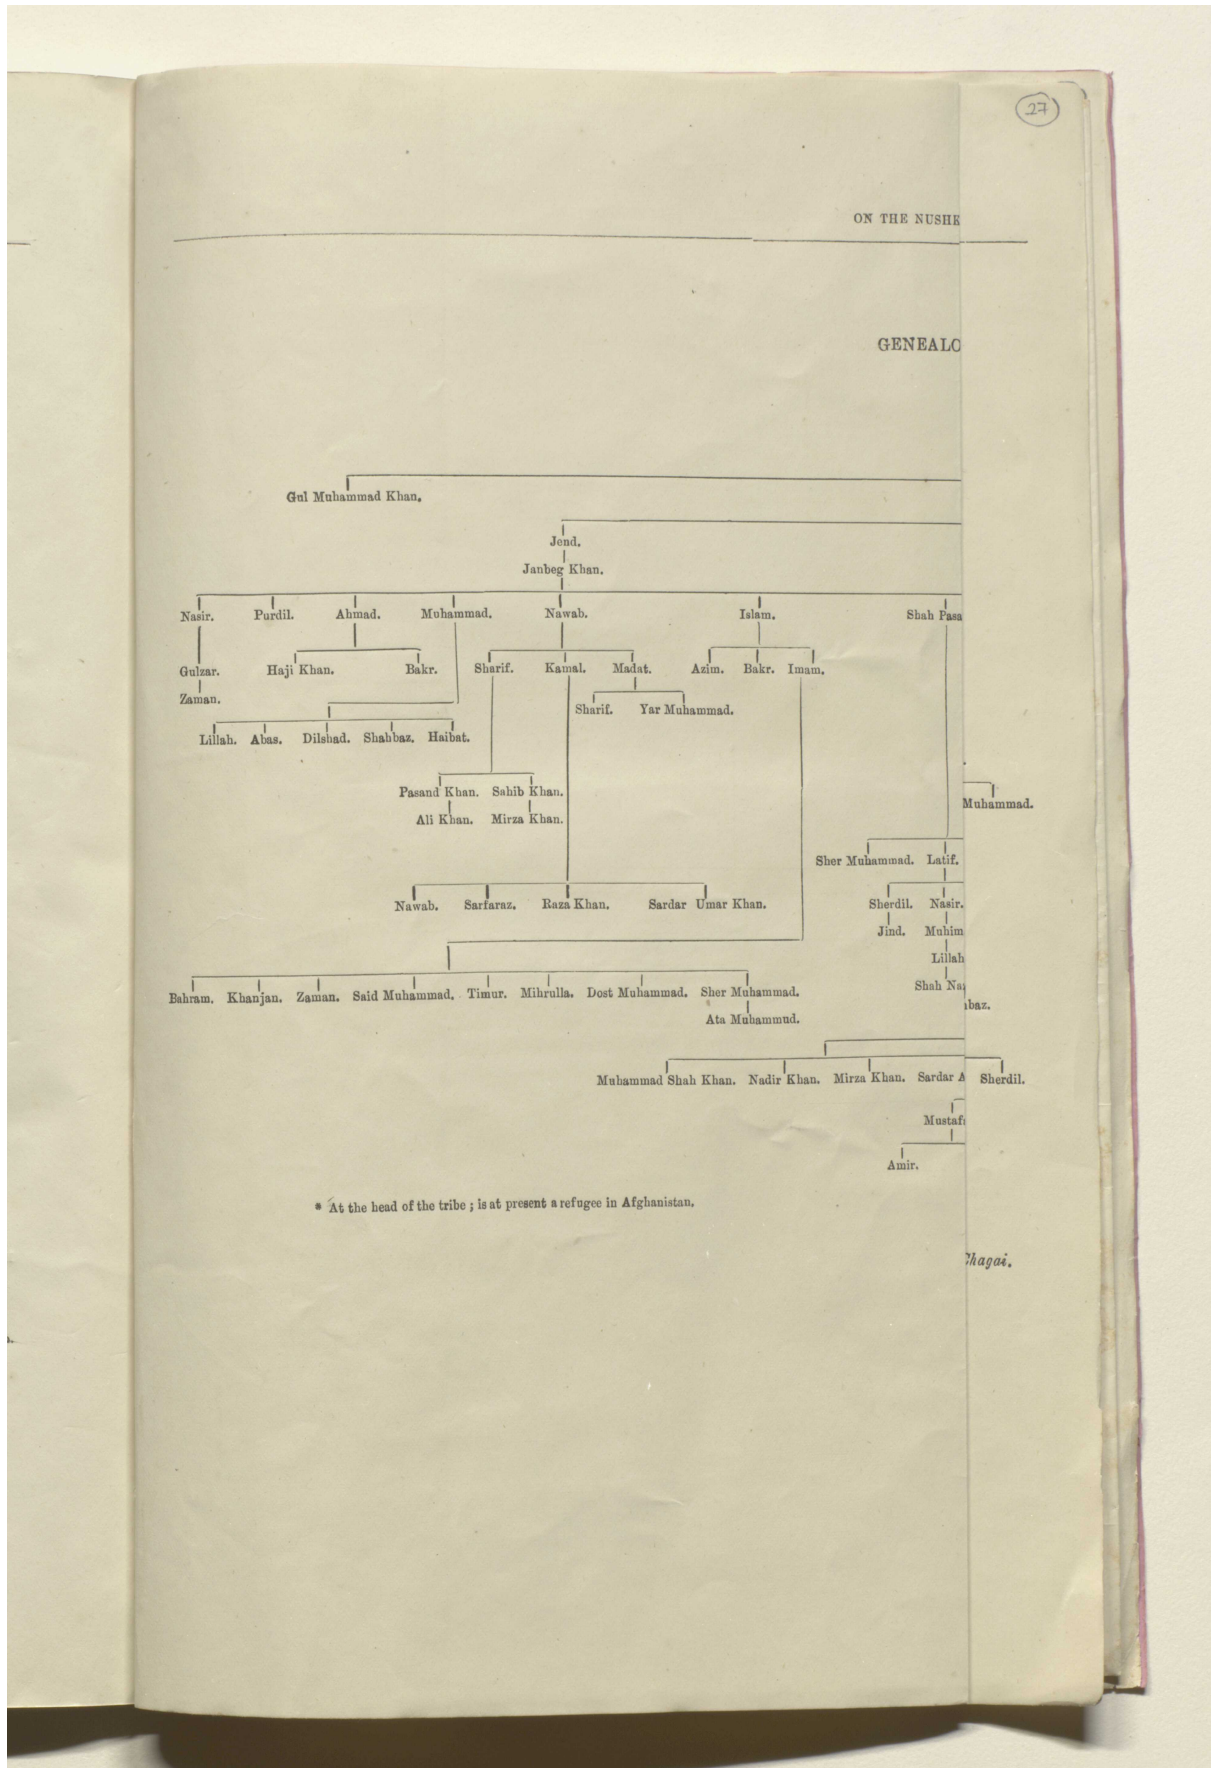 27
ON THE NUSHK
GENEALO
Gul Muhammad Khan.
Jend.
Janbeg Khan.
Nasir. Purdil. Ahmad. Muhammad. Nawab. Islam. Shah Pasa
Gulzar. Haji Khan. Bakr. Sharif. Kamal. Madat. Azim. Bakr. Imam.
Zaman. Sharif. Yar Muhammad.
Lillah. Abas. Dilshad. Shahbaz. Haibat.
Pasand Khan. Sahib Khan. Muhammad.
Ali Khan. Mirza Khan.
Sher Muhammad. Latif.
Nawab. Sarfaraz. Raza Khan. Sardar Umar Khan. Sherdil. Nasir.
Jind. Muhim
Lillah
Shah Na
Bahram. Khanjan. Zaman. Said Muhammad. Timur. Mihrulla. Dost Muhammad. Sher Muhammad. baz.
Ata Muhammud.
Muhammad Shah Khan. Nadir Khan. Mirza Khan. Sardar A Sherdil.
Mustaf
Amir.
* At the head of the tribe ; is at present a refugee in Afghanistan.
Chagai.